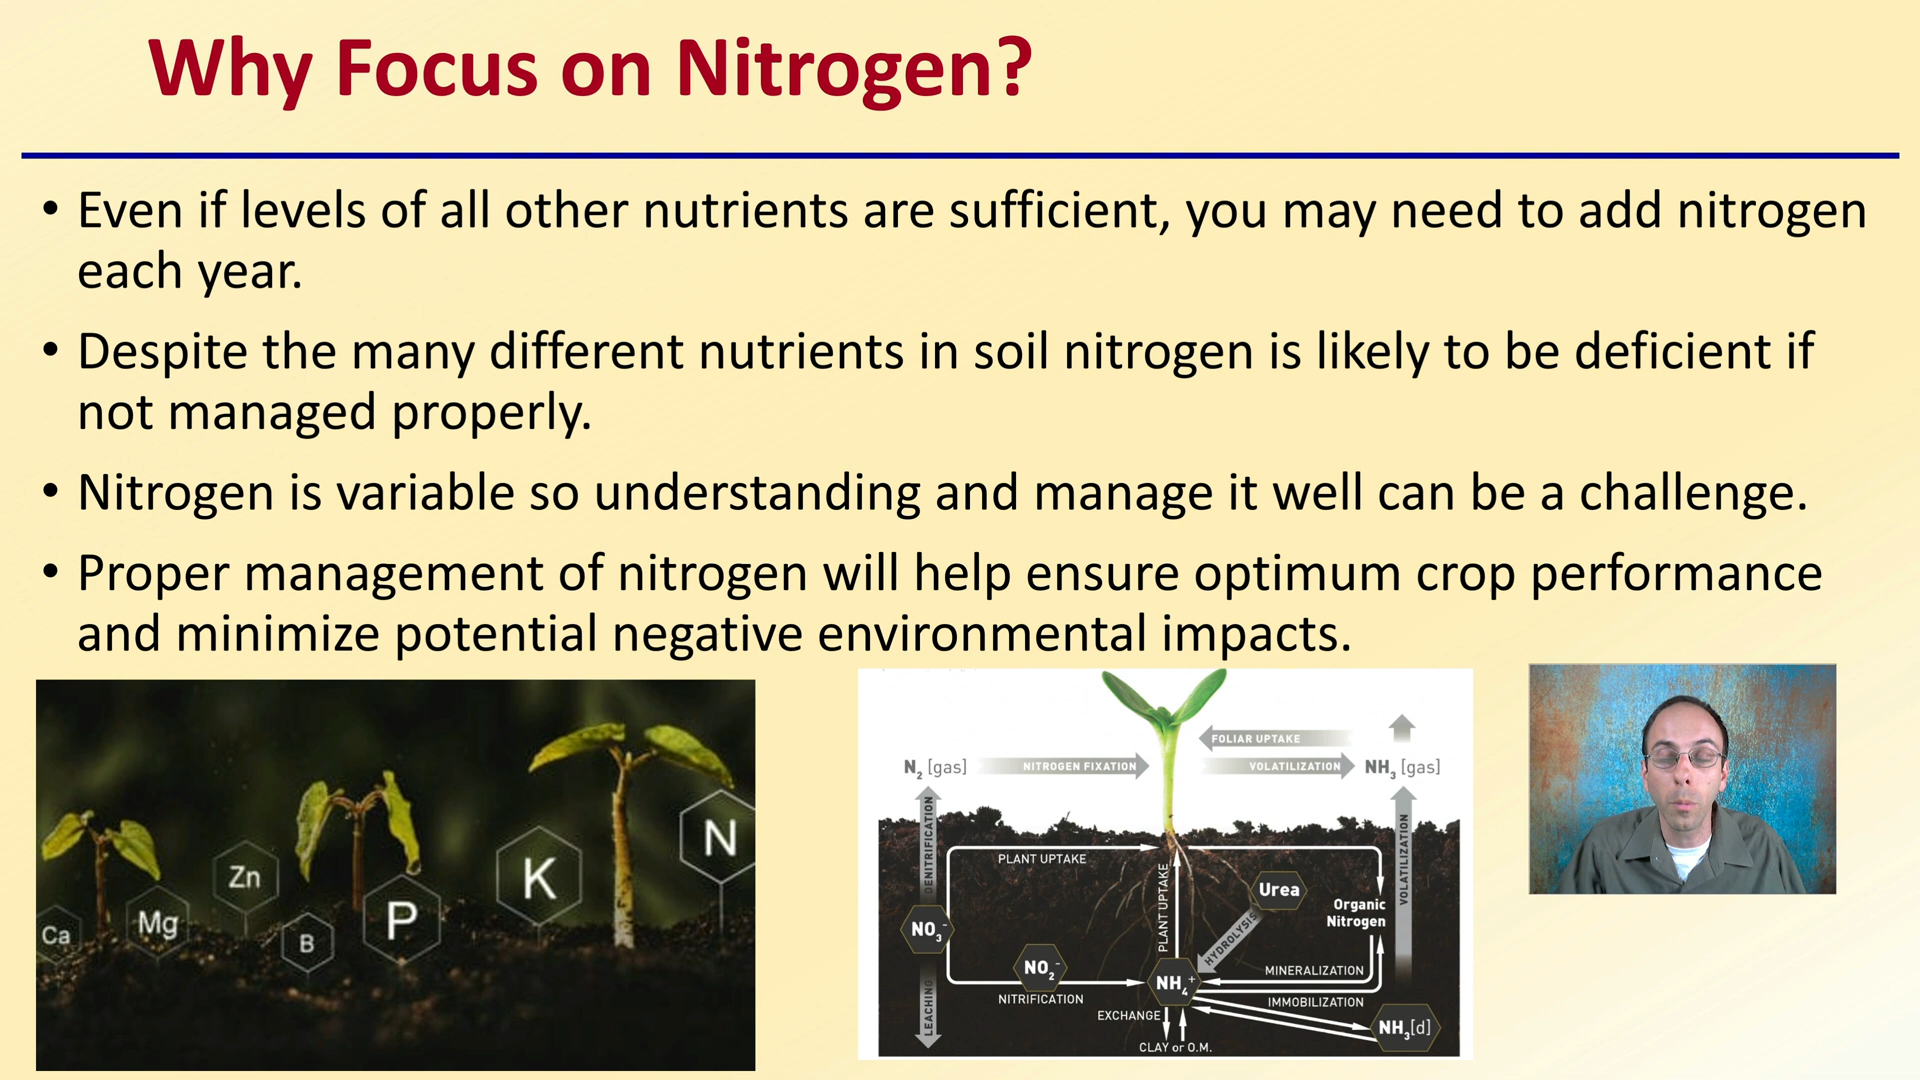 Why Focus on Nitrogen?
• Even if levels of all other nutrients are sufficient, you may need to add nitrogen
each year.
• Despite the many different nutrients in soil nitrogen is likely to be deficient if
not managed properly.
• Nitrogen is variable so understanding and manage it well can be a challenge.
• Proper management of nitrogen will help ensure optimum crop performance
and minimize potential negative environmental impacts.
Ca
Mg
Zn
B
P
K
N
FOLIAR UPTAKE
N₂ [gas]
NITROGEN FIXATION
VOLATILIZATION
NH₃ [gas]
DENITRIFICATION
VOLATILIZATION
PLANT UPTAKE
PLANT UPTAKE
Urea
HYDROLYSIS
Organic
Nitrogen
NO₃⁻
NO₂⁻
NH₄⁺
MINERALIZATION
NITRIFICATION
IMMOBILIZATION
LEACHING
EXCHANGE
NH₃[d]
CLAY or O.M.